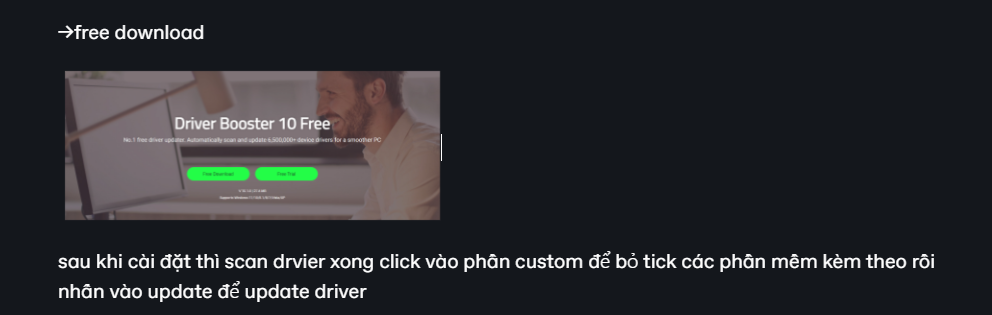 →free download
Driver Booster 10 Free
No.1 free driver updater. Automatically scan and update 6,500,000+ device drivers for a smoother PC
Free Download Free Trial
sau khi cài đặt thì scan drvier xong click vào phần custom để bỏ tick các phần mềm kèm theo rồi
nhấn vào update để update driver